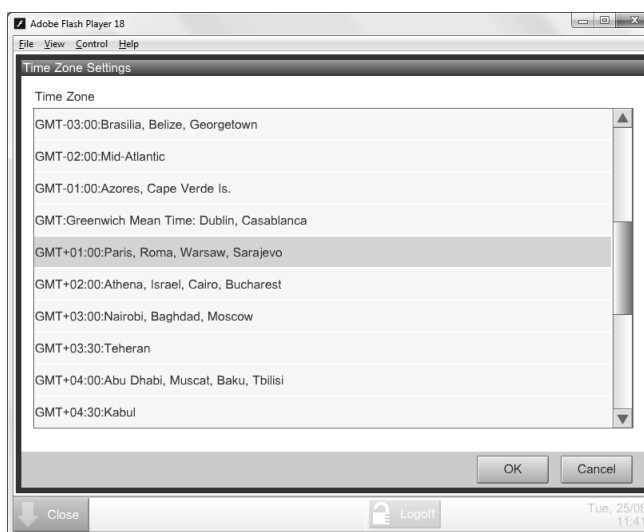 Adobe Flash Player 18
File View Control Help
Time Zone Settings
Time Zone
GMT-03:00:Brasilia, Belize, Georgetown
GMT-02:00:Mid-Atlantic
GMT-01:00:Azores, Cape Verde Is.
GMT:Greenwich Mean Time: Dublin, Casablanca
GMT+01:00:Paris, Roma, Warsaw, Sarajevo
GMT+02:00:Athena, Israel, Cairo, Bucharest
GMT+03:00:Nairobi, Baghdad, Moscow
GMT+03:30:Teheran
GMT+04:00:Abu Dhabi, Muscat, Baku, Tbilisi
GMT+04:30:Kabul
OK Cancel
Close Logoff Tue,